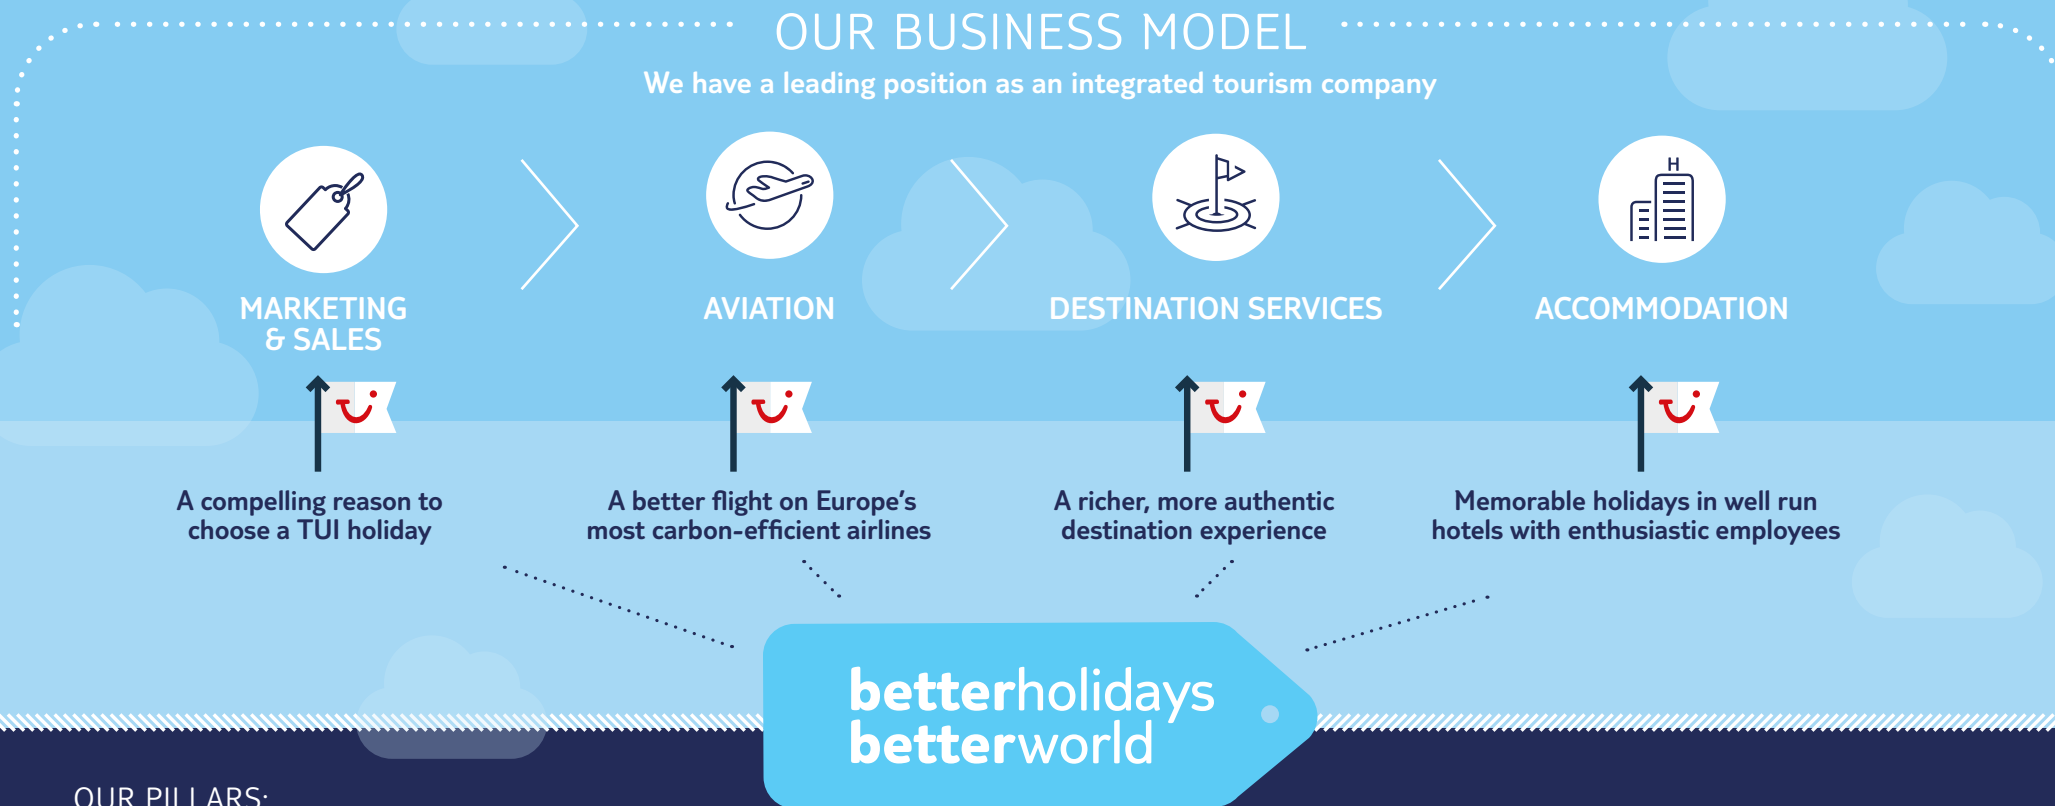 OUR BUSINESS MODEL
We have a leading position as an integrated tourism company
H
MARKETING
& SALES
AVIATION
DESTINATION SERVICES
ACCOMMODATION
A compelling reason to
choose a TUI holiday
A better flight on Europe's
most carbon-efficient airlines
A richer, more authentic
destination experience
Memorable holidays in well run
hotels with enthusiastic employees
betterholidays
betterworld
OUR PILLARS: